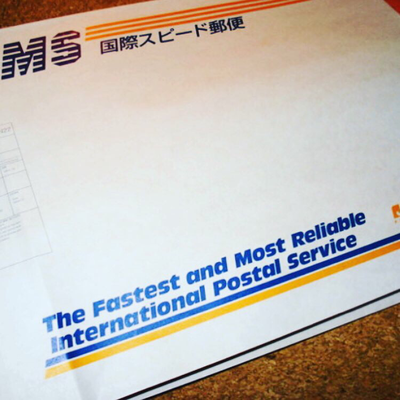 MS 国際スピード郵便
The Fastest and Most Reliable
International Postal Service